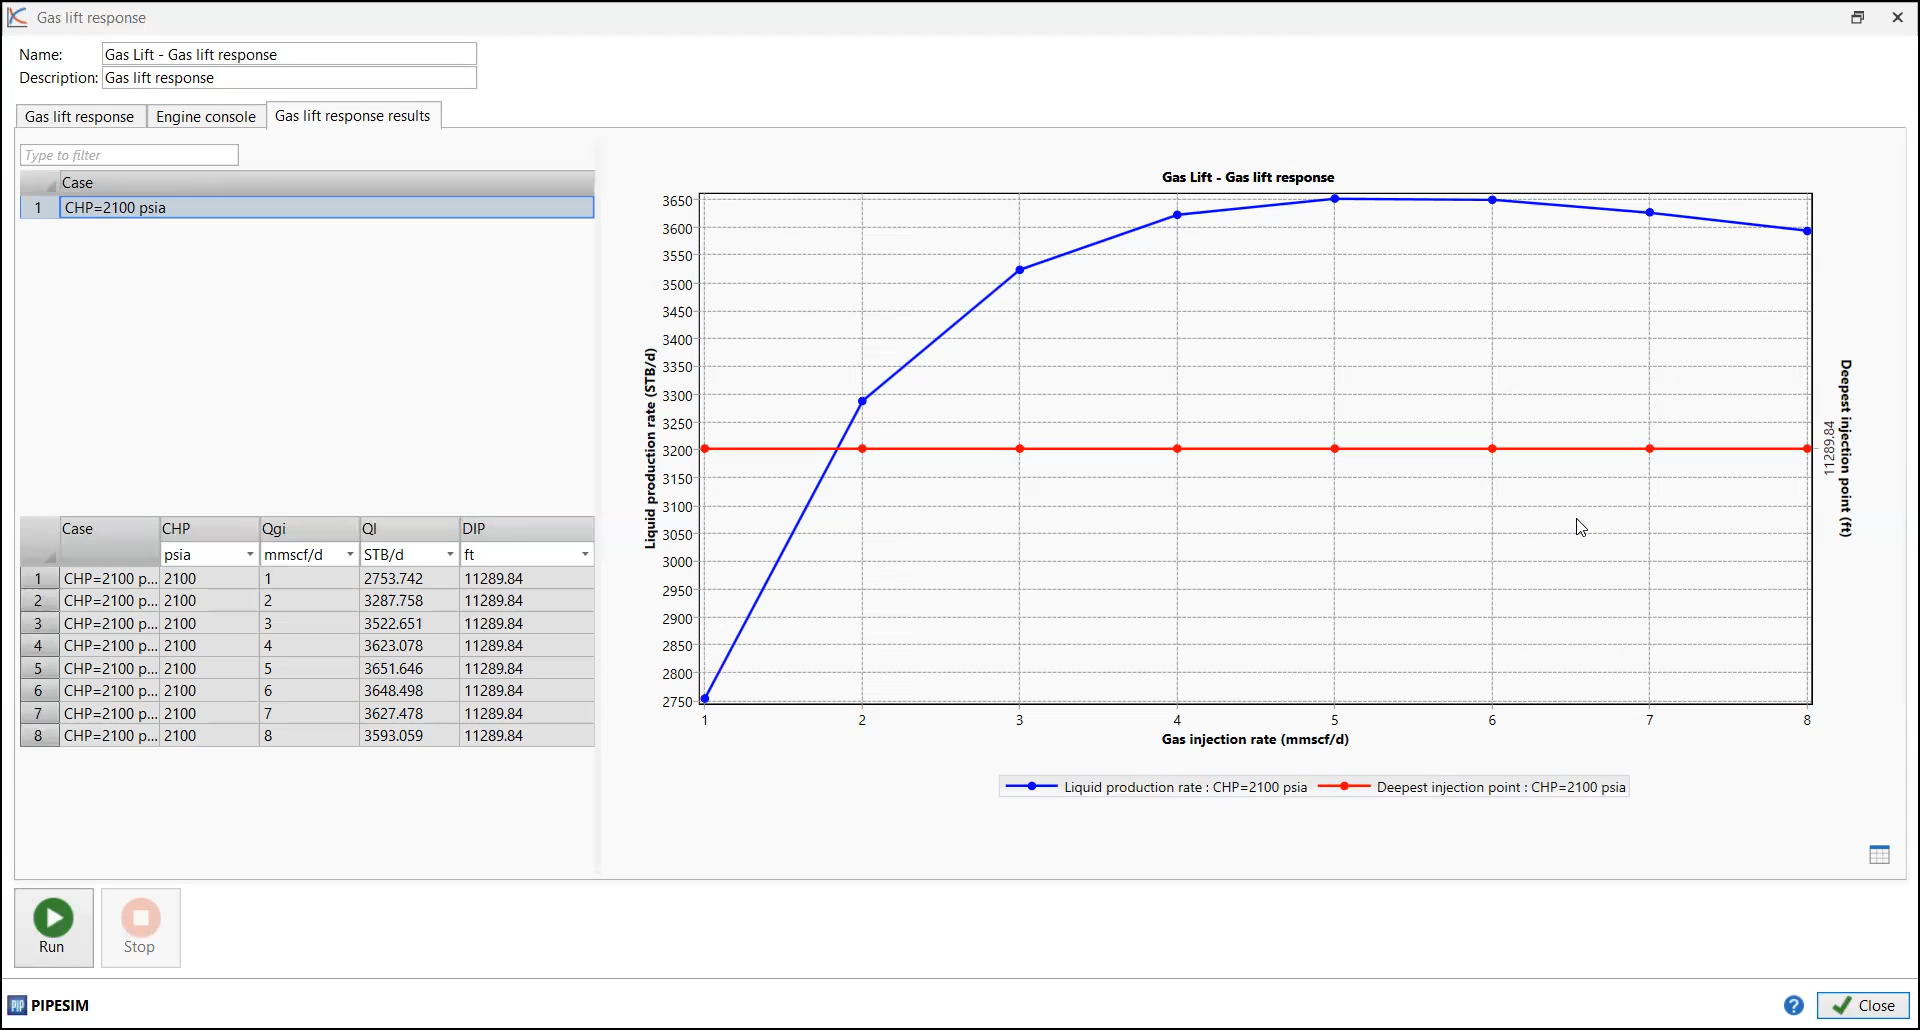 Gas lift response
Name: Gas Lift - Gas lift response
Description: Gas lift response
Gas lift response Engine console Gas lift response results
Type to filter
Case
1 CHP=2100 psia
Case CHP Qgi Ql DIP
psia mmscf/d STB/d ft
1 CHP=2100 p... 2100 1 2753.742 11289.84
2 CHP=2100 p... 2100 2 3287.758 11289.84
3 CHP=2100 p... 2100 3 3522.651 11289.84
4 CHP=2100 p... 2100 4 3623.078 11289.84
5 CHP=2100 p... 2100 5 3651.646 11289.84
6 CHP=2100 p... 2100 6 3648.498 11289.84
7 CHP=2100 p... 2100 7 3627.478 11289.84
8 CHP=2100 p... 2100 8 3593.059 11289.84
Gas Lift - Gas lift response
Liquid production rate (STB/d)
3650
3600
3550
3500
3450
3400
3350
3300
3250
3200
3150
3100
3050
3000
2950
2900
2850
2800
2750
1 2 3 4 5 6 7 8
Gas injection rate (mmscf/d)
11289.84
Deepest injection point (ft)
Liquid production rate : CHP=2100 psia Deepest injection point : CHP=2100 psia
Run Stop
PIP PIPESIM
? Close